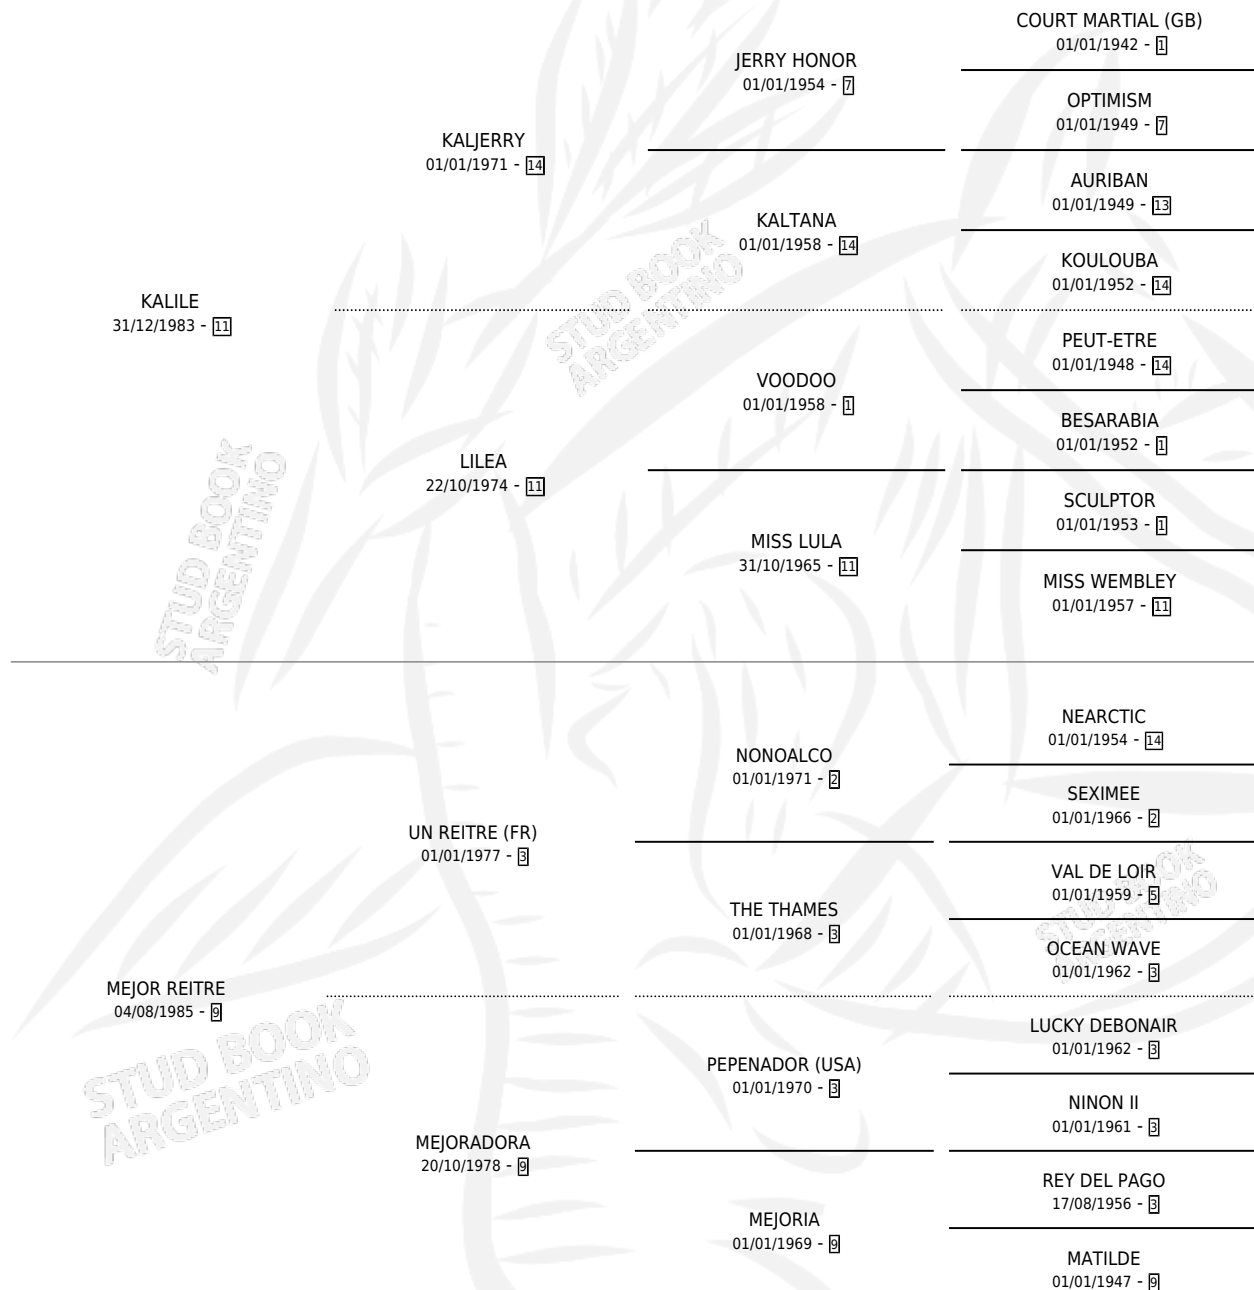 COURT MARTIAL (GB)
01/01/1942 - 1
JERRY HONOR
01/01/1954 - 7
OPTIMISM
01/01/1949 - 7
KALJERRY
01/01/1971 - 14
AURIBAN
01/01/1949 - 13
KALTANA
01/01/1958 - 14
KOULOUBA
01/01/1952 - 14
KALILE
31/12/1983 - 11
PEUT-ETRE
01/01/1948 - 14
VOODOO
01/01/1958 - 1
BESARABIA
01/01/1952 - 1
LILEA
22/10/1974 - 11
SCULPTOR
01/01/1953 - 1
MISS LULA
31/10/1965 - 11
MISS WEMBLEY
01/01/1957 - 11
NEARCTIC
01/01/1954 - 14
NONOALCO
01/01/1971 - 2
SEXIMEE
01/01/1966 - 2
UN REITRE (FR)
01/01/1977 - 3
VAL DE LOIR
01/01/1959 - 5
THE THAMES
01/01/1968 - 3
OCEAN WAVE
01/01/1962 - 3
MEJOR REITRE
04/08/1985 - 9
LUCKY DEBONAIR
01/01/1962 - 3
PEPENADOR (USA)
01/01/1970 - 3
NINON II
01/01/1961 - 3
MEJORADORA
20/10/1978 - 9
REY DEL PAGO
17/08/1956 - 3
MEJORIA
01/01/1969 - 9
MATILDE
01/01/1947 - 9
STUD BOOK
ARGENTINO
STUD BOOK
ARGENTINO
STUD BOOK
ARGENTINO
STUD BOOK
ARGENTINO